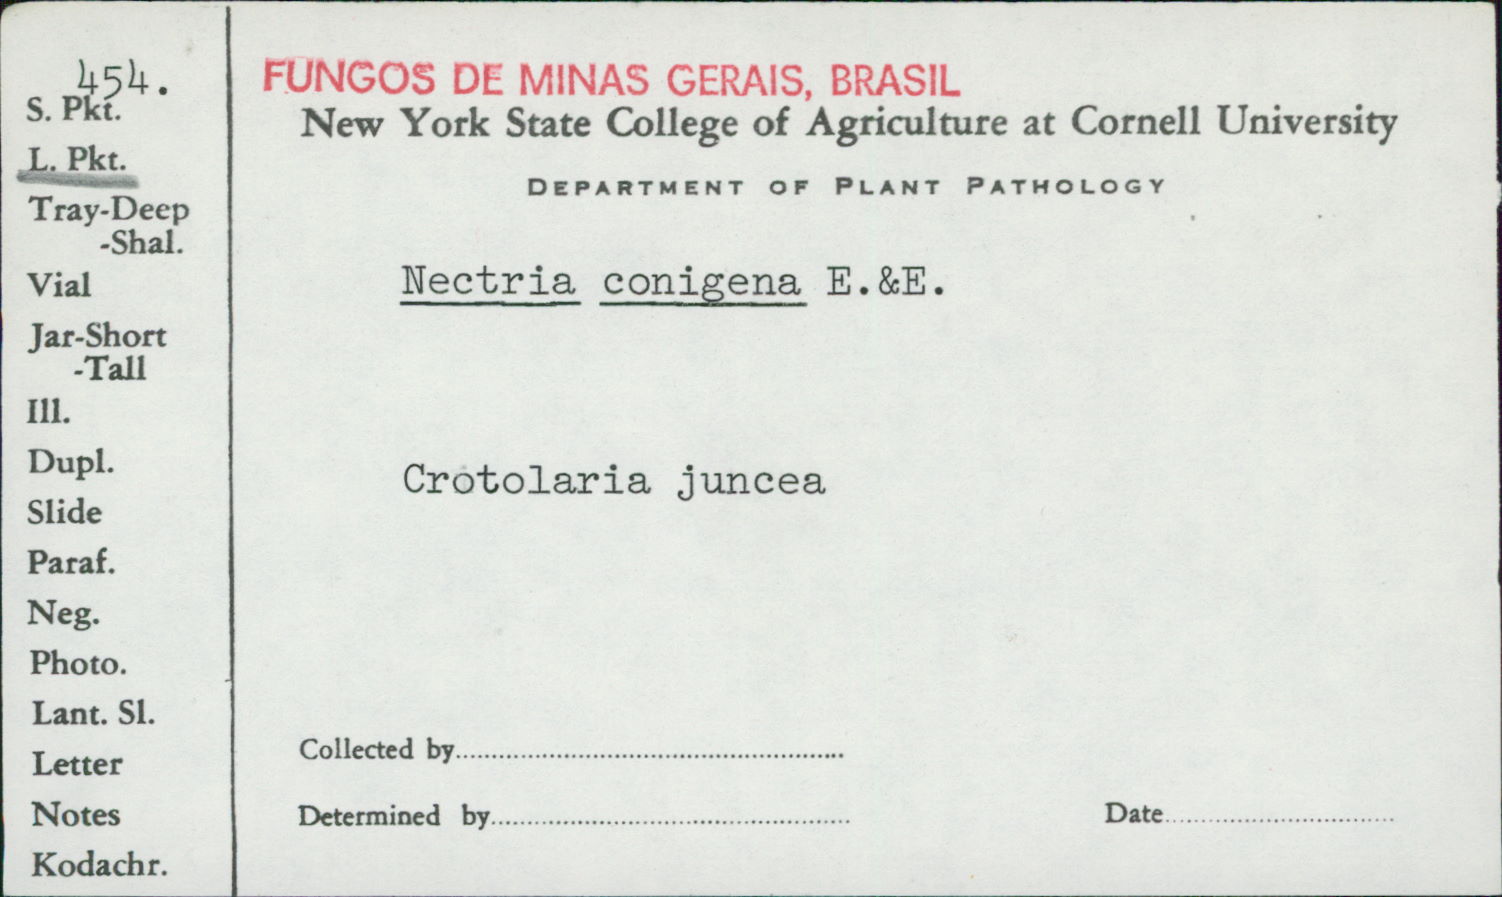 454.
S. Pkt.
L. Pkt.
Tray-Deep
-Shal.
Vial
Jar-Short
-Tall
Ill.
Dupl.
Slide
Paraf.
Neg.
Photo.
Lant. Sl.
Letter
Notes
Kodachr.
FUNGOS DE MINAS GERAIS, BRASIL
New York State College of Agriculture at Cornell University
DEPARTMENT OF PLANT PATHOLOGY
Nectria conigena E.&E.
Crotolaria juncea
Collected by
Determined by
Date